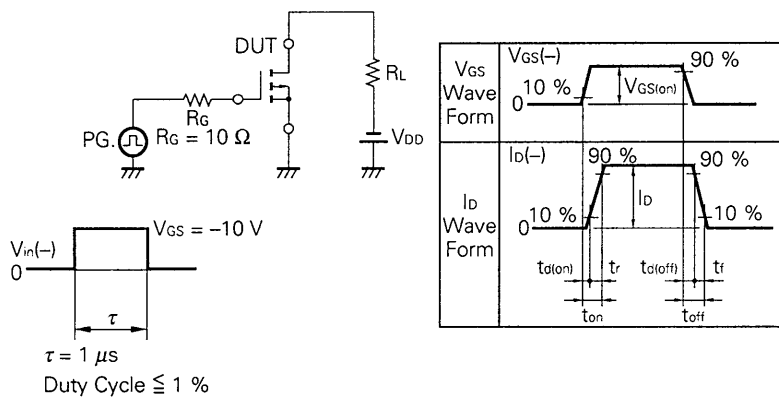 DUT
RL
RG
PG.
RG = 10 Ω
VDD
Vin(−)
0
VGS = −10 V
τ
τ = 1 μs
Duty Cycle ≦ 1 %
VGS
Wave
Form
VGS(−)
10 %
90 %
VGS(on)
0
ID
Wave
Form
ID(−)
90 %
90 %
10 %
ID
10 %
0
td(on)
tr
td(off)
tf
ton
toff